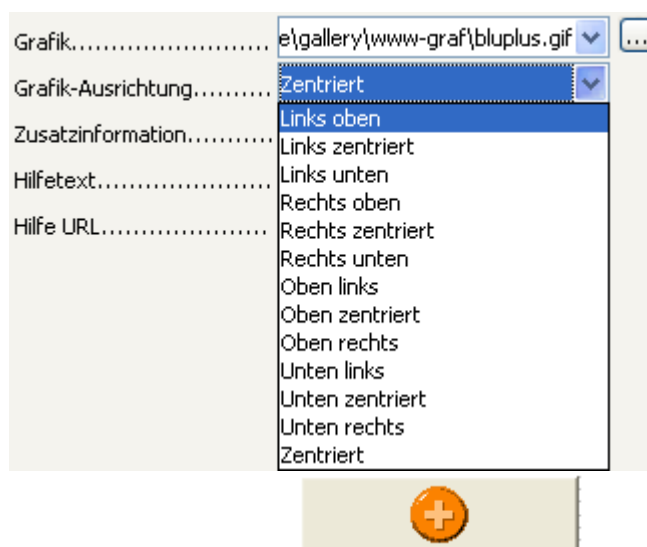 Grafik........................ e\gallery\www-graf\bluplus.gif ...
Grafik-Ausrichtung.......... Zentriert
Links oben
Zusatzinformation...........
Links zentriert
Links unten
Hilfetext......................
Rechts oben
Hilfe URL.....................
Rechts zentriert
Rechts unten
Oben links
Oben zentriert
Oben rechts
Unten links
Unten zentriert
Unten rechts
Zentriert